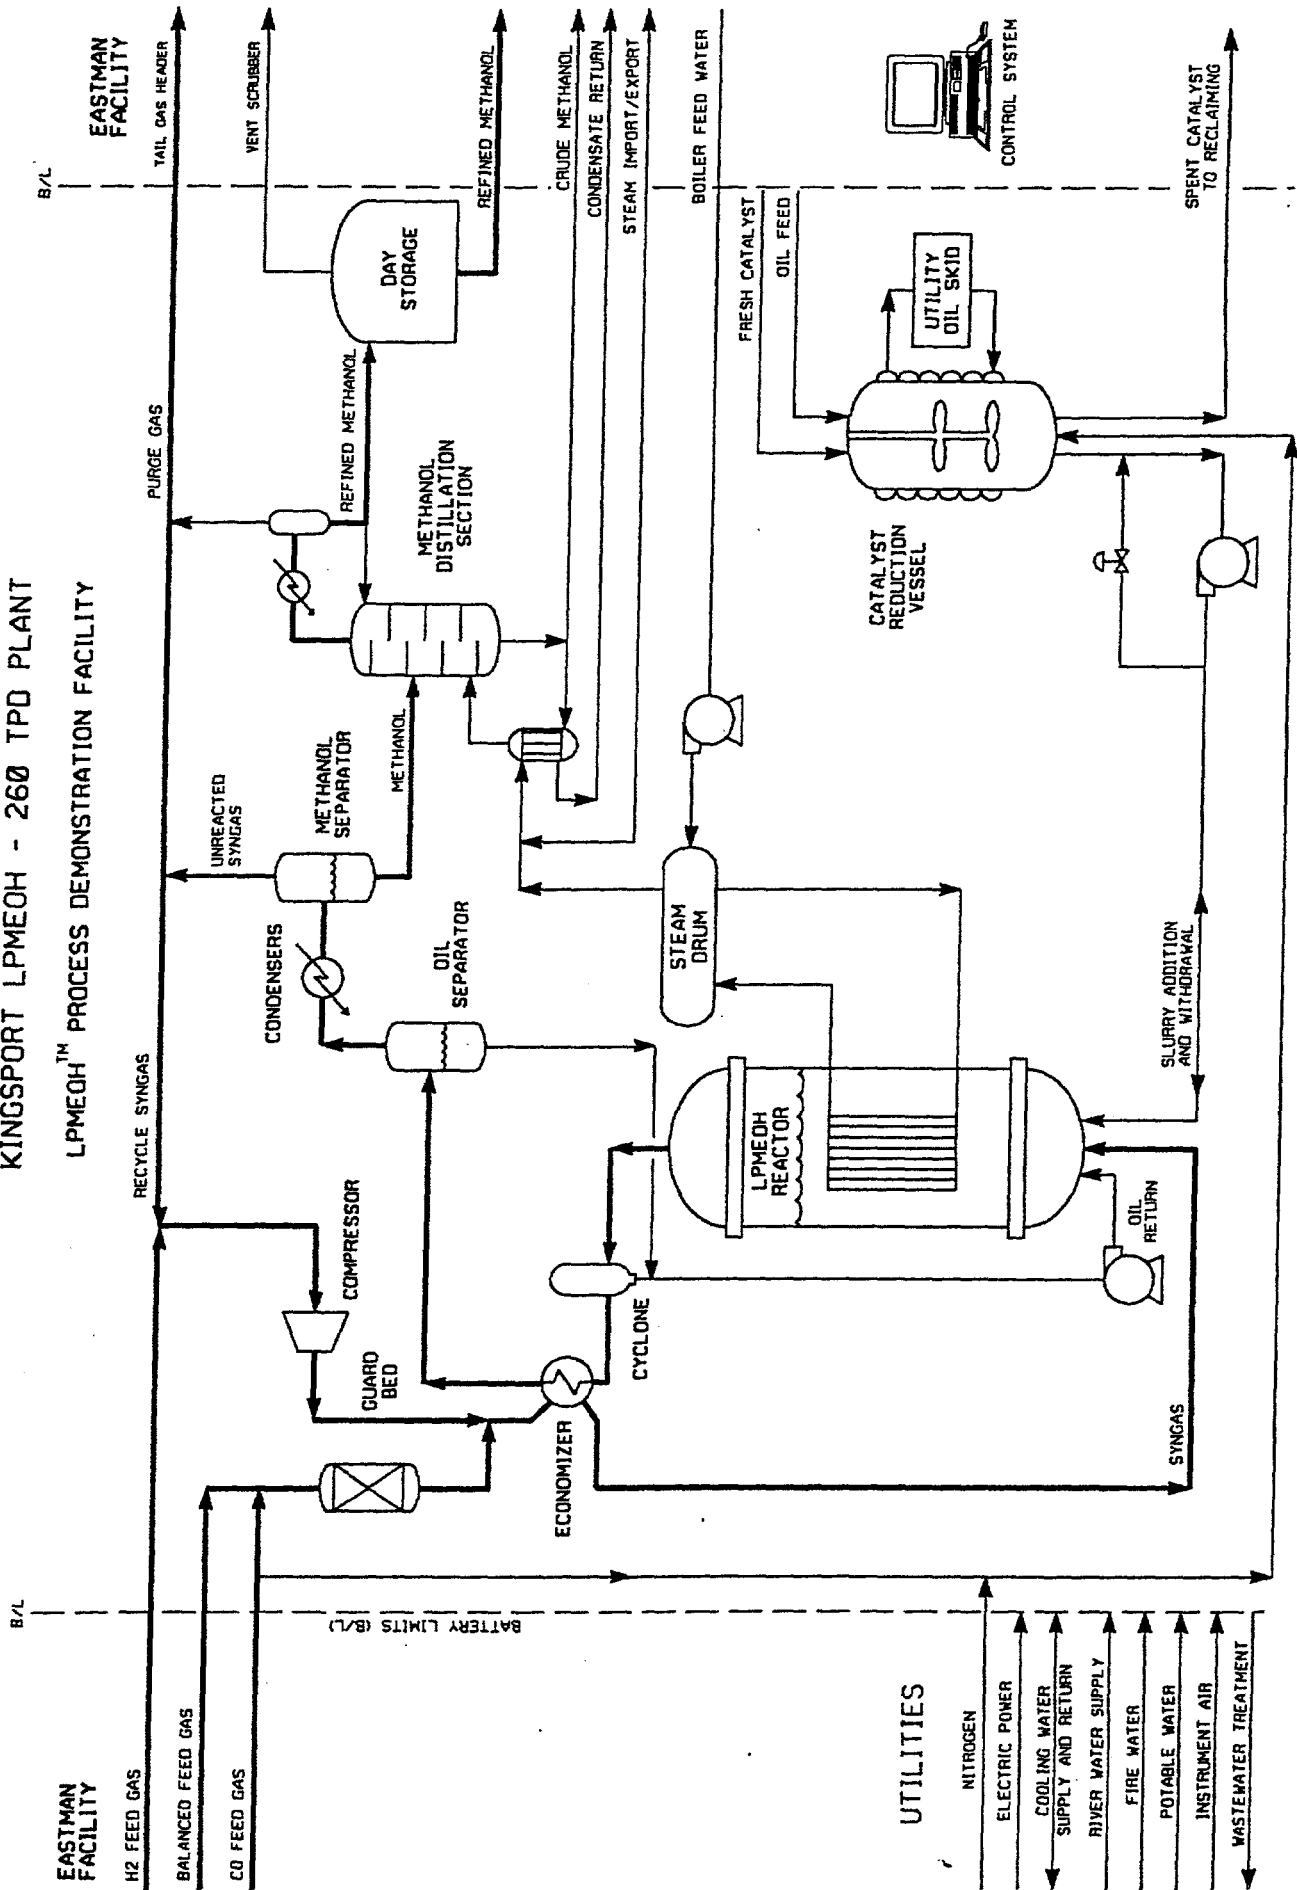 KINGSPORT LPMEOH - 260 TPD PLANT
LPMEOH™ PROCESS DEMONSTRATION FACILITY
B/L
B/L
EASTMAN
FACILITY
EASTMAN
FACILITY
H2 FEED GAS
BALANCED FEED GAS
CO FEED GAS
BATTERY LIMITS (B/L)
RECYCLE SYNGAS
PURGE GAS
TAIL GAS HEADER
VENT SCRUBBER
REFINED METHANOL
CRUDE METHANOL
CONDENSATE RETURN
STEAM IMPORT/EXPORT
BOILER FEED WATER
COMPRESSOR
GUARD
BED
ECONOMIZER
CYCLONE
CONDENSERS
OIL
SEPARATOR
UNREACTED
SYNGAS
METHANOL
SEPARATOR
METHANOL
METHANOL
DISTILLATION
SECTION
REFINED METHANOL
DAY
STORAGE
STEAM
DRUM
LPMEOH
REACTOR
OIL
RETURN
SYNGAS
SLURRY ADDITION
AND WITHDRAWAL
CATALYST
REDUCTION
VESSEL
FRESH CATALYST
OIL FEED
UTILITY
OIL SKID
CONTROL SYSTEM
SPENT CATALYST
TO RECLAIMING
UTILITIES
NITROGEN
ELECTRIC POWER
COOLING WATER
SUPPLY AND RETURN
RIVER WATER SUPPLY
FIRE WATER
POTABLE WATER
INSTRUMENT AIR
WASTEWATER TREATMENT